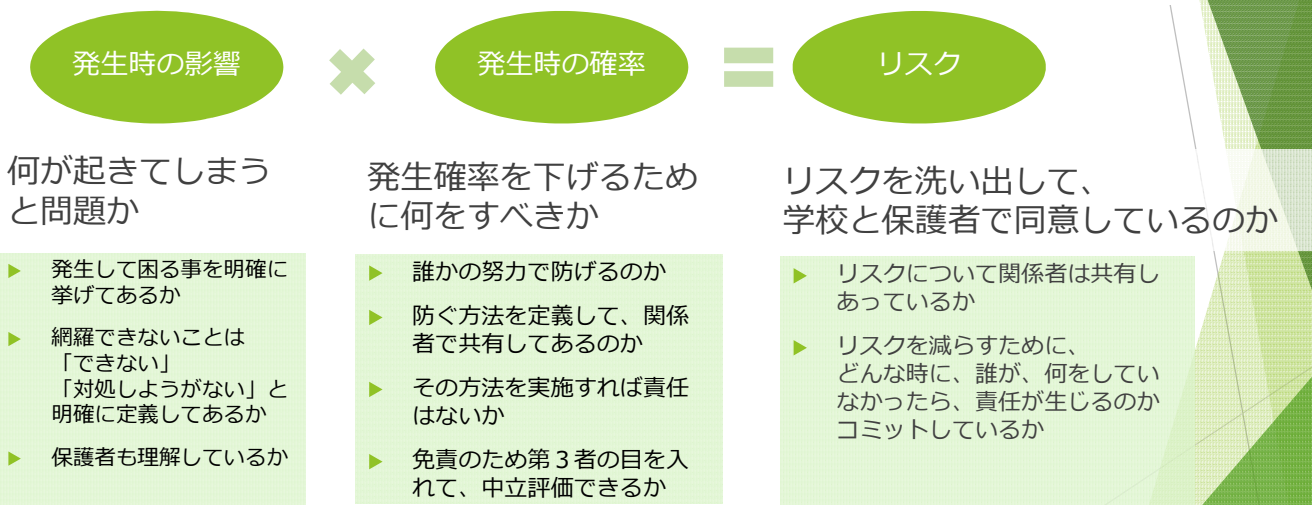 発生時の影響
✖
発生時の確率
=
リスク
何が起きてしまう
と問題か
▶ 発生して困る事を明確に
挙げてあるか
▶ 網羅できないことは
「できない」
「対処しようがない」と
明確に定義してあるか
▶ 保護者も理解しているか
発生確率を下げるため
に何をすべきか
▶ 誰かの努力で防げるのか
▶ 防ぐ方法を定義して、関係
者で共有してあるのか
▶ その方法を実施すれば責任
はないか
▶ 免責のため第３者の目を入
れて、中立評価できるか
リスクを洗い出して、
学校と保護者で同意しているのか
▶ リスクについて関係者は共有し
あっているか
▶ リスクを減らすために、
どんな時に、誰が、何をしてい
なかったら、責任が生じるのか
コミットしているか